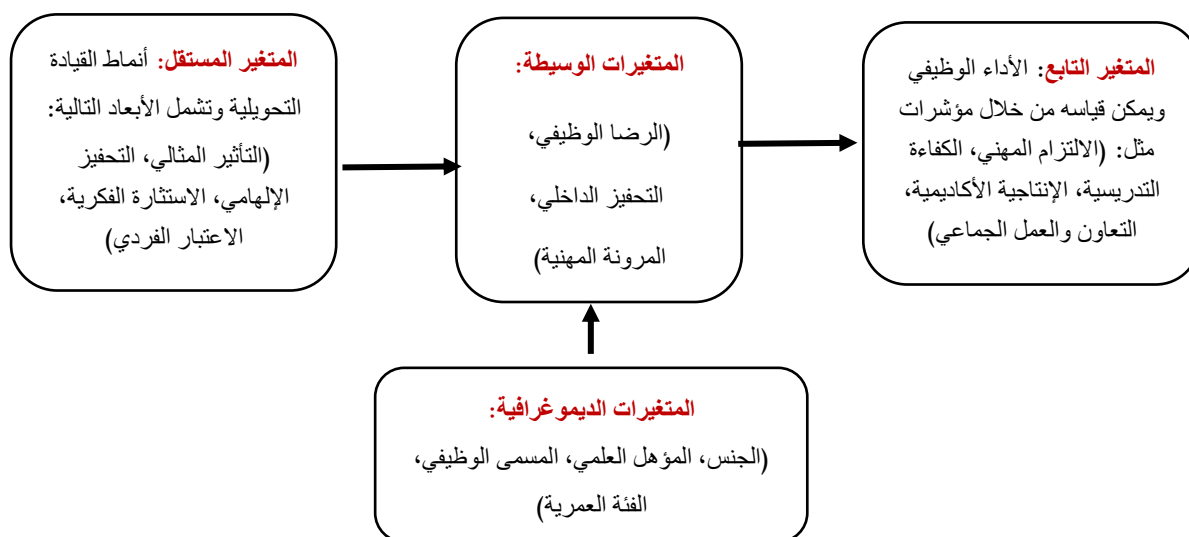 المتغير المستقل: أنماط القيادة
التحويلية وتشمل الأبعاد التالية:
(التأثير المثالي، التحفيز
الإلهامي، الاستثارة الفكرية،
الاعتبار الفردي)
المتغيرات الوسيطة:
(الرضا الوظيفي،
التحفيز الداخلي،
المرونة المهنية)
المتغير التابع: الأداء الوظيفي
ويمكن قياسه من خلال مؤشرات
مثل: (الالتزام المهني، الكفاءة
التدريسية، الإنتاجية الأكاديمية،
التعاون والعمل الجماعي)
المتغيرات الديموغرافية:
(الجنس، المؤهل العلمي، المسمى الوظيفي،
الفئة العمرية)